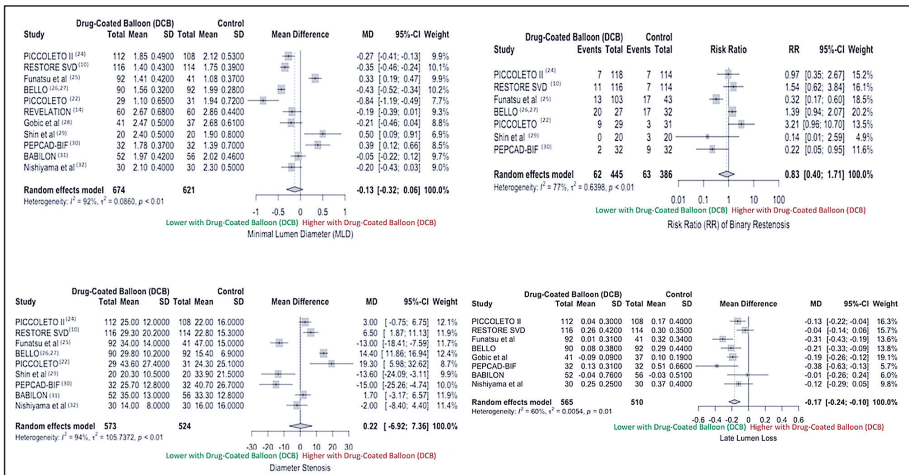 Drug-Coated Balloon (DCB) Control
Study Total Mean SD Total Mean SD Mean Difference MD 95%-CI Weight
PICCOLETO II (24) 112 1.85 0.4900 108 2.12 0.5300 -0.27 [-0.41; -0.13] 9.9%
RESTORE SVD (10) 116 1.40 0.4300 114 1.75 0.3900 -0.35 [-0.46; -0.24] 10.1%
Funatsu et al (25) 92 1.41 0.4200 41 1.08 0.3700 0.33 [0.19; 0.47] 9.9%
BELLO (26,27) 90 1.56 0.3200 92 1.99 0.2800 -0.43 [-0.52; -0.34] 10.2%
PICCOLETO (22) 29 1.10 0.6500 31 1.94 0.7200 -0.84 [-1.19; -0.49] 7.7%
REVELATION (14) 60 2.67 0.6800 60 2.86 0.4400 -0.19 [-0.39; 0.01] 9.3%
Gobic et al (28) 41 2.47 0.5000 37 2.68 0.6100 -0.21 [-0.46; 0.04] 8.9%
Shin et al (29) 20 2.40 0.5000 20 1.90 0.8000 0.50 [0.09; 0.91] 7.1%
PEPCAD-BIF (30) 32 1.78 0.3700 32 1.39 0.7000 0.39 [0.12; 0.66] 8.7%
BABILON (31) 52 1.97 0.4200 56 2.02 0.4600 -0.05 [-0.22; 0.12] 9.6%
Nishiyama et al (32) 30 2.10 0.4000 30 2.30 0.5000 -0.20 [-0.43; 0.03] 9.1%
Random effects model 674 621 -0.13 [-0.32; 0.06] 100.0%
Heterogeneity: I² = 92%, τ² = 0.0860, p < 0.01
-1 -0.5 0 0.5 1
Lower with Drug-Coated Balloon (DCB) Higher with Drug-Coated Balloon (DCB)
Minimal Lumen Diameter (MLD)
Drug-Coated Balloon (DCB) Control
Study Events Total Events Total Risk Ratio RR 95%-CI Weight
PICCOLETO II (24) 7 118 7 114 0.97 [0.35; 2.67] 15.2%
RESTORE SVD (10) 11 116 7 114 1.54 [0.62; 3.84] 16.1%
Funatsu et al (25) 13 103 17 43 0.32 [0.17; 0.60] 18.5%
BELLO (26,27) 20 27 17 32 1.39 [0.94; 2.07] 20.2%
PICCOLETO (22) 9 29 3 31 3.21 [0.96; 10.70] 13.7%
Shin et al (29) 0 20 3 20 0.14 [0.01; 2.59] 4.9%
PEPCAD-BIF (30) 2 32 9 32 0.22 [0.05; 0.95] 11.5%
Random effects model 62 445 63 386 0.83 [0.40; 1.71] 100.0%
Heterogeneity: I² = 77%, τ² = 0.6398, p < 0.01
0.01 0.1 1 10 100
Lower with Drug-Coated Balloon (DCB) Higher with Drug-Coated Balloon (DCB)
Risk Ratio (RR) of Binary Restenosis
Drug-Coated Balloon (DCB) Control
Study Total Mean SD Total Mean SD Mean Difference MD 95%-CI Weight
PICCOLETO II (24) 112 25.00 12.0000 108 22.00 16.0000 3.00 [-0.75; 6.75] 12.1%
RESTORE SVD (10) 116 29.30 20.2000 114 22.80 15.3000 6.50 [1.87; 11.13] 11.9%
Funatsu et al (25) 92 34.00 14.0000 41 47.00 15.0000 -13.00 [-18.41; -7.59] 11.7%
BELLO (26,27) 90 29.80 10.2000 92 15.40 6.9000 14.40 [11.86; 16.94] 12.2%
PICCOLETO (22) 29 43.60 27.4000 31 24.30 25.1000 19.30 [5.98; 32.62] 8.5%
Shin et al (29) 20 20.30 10.5000 20 33.90 21.5000 -13.60 [-24.09; -3.11] 9.8%
PEPCAD-BIF (30) 32 25.70 12.8000 32 40.70 26.7000 -15.00 [-25.26; -4.74] 9.9%
BABILON (31) 52 35.00 13.0000 56 33.30 12.8000 1.70 [-3.17; 6.57] 11.9%
Nishiyama et al (32) 30 14.00 8.0000 30 16.00 16.0000 -2.00 [-8.40; 4.40] 11.4%
Random effects model 573 524 0.22 [-6.92; 7.36] 100.0%
Heterogeneity: I² = 94%, τ² = 105.7372, p < 0.01
-30 -20 -10 0 10 20 30
Lower with Drug-Coated Balloon (DCB) Higher with Drug-Coated Balloon (DCB)
Diameter Stenosis
Drug-Coated Balloon (DCB) Control
Study Total Mean SD Total Mean SD Mean Difference MD 95%-CI Weight
PICCOLETO II 112 0.04 0.3000 108 0.17 0.4000 -0.13 [-0.22; -0.04] 16.3%
RESTORE SVD 116 0.26 0.4200 114 0.30 0.3500 -0.04 [-0.14; 0.06] 15.4%
Funatsu et al 92 0.01 0.3100 41 0.32 0.3400 -0.31 [-0.43; -0.19] 13.5%
BELLO 90 0.08 0.3800 92 0.29 0.4400 -0.21 [-0.33; -0.09] 13.8%
Gobic et al 41 -0.09 0.0900 37 0.10 0.1900 -0.19 [-0.26; -0.12] 19.0%
PEPCAD-BIF 32 0.13 0.3100 32 0.51 0.6600 -0.38 [-0.63; -0.13] 5.2%
BABILON 52 -0.04 0.7600 56 -0.03 0.5100 -0.01 [-0.26; 0.24] 5.4%
Nishiyama et al 30 0.25 0.2500 30 0.37 0.4000 -0.12 [-0.29; 0.05] 9.8%
Random effects model 565 510 -0.17 [-0.24; -0.10] 100.0%
Heterogeneity: I² = 60%, τ² = 0.0054, p = 0.01
-0.6 -0.4 -0.2 0 0.2 0.4 0.6
Lower with Drug-Coated Balloon (DCB) Higher with Drug-Coated Balloon (DCB)
Late Lumen Loss